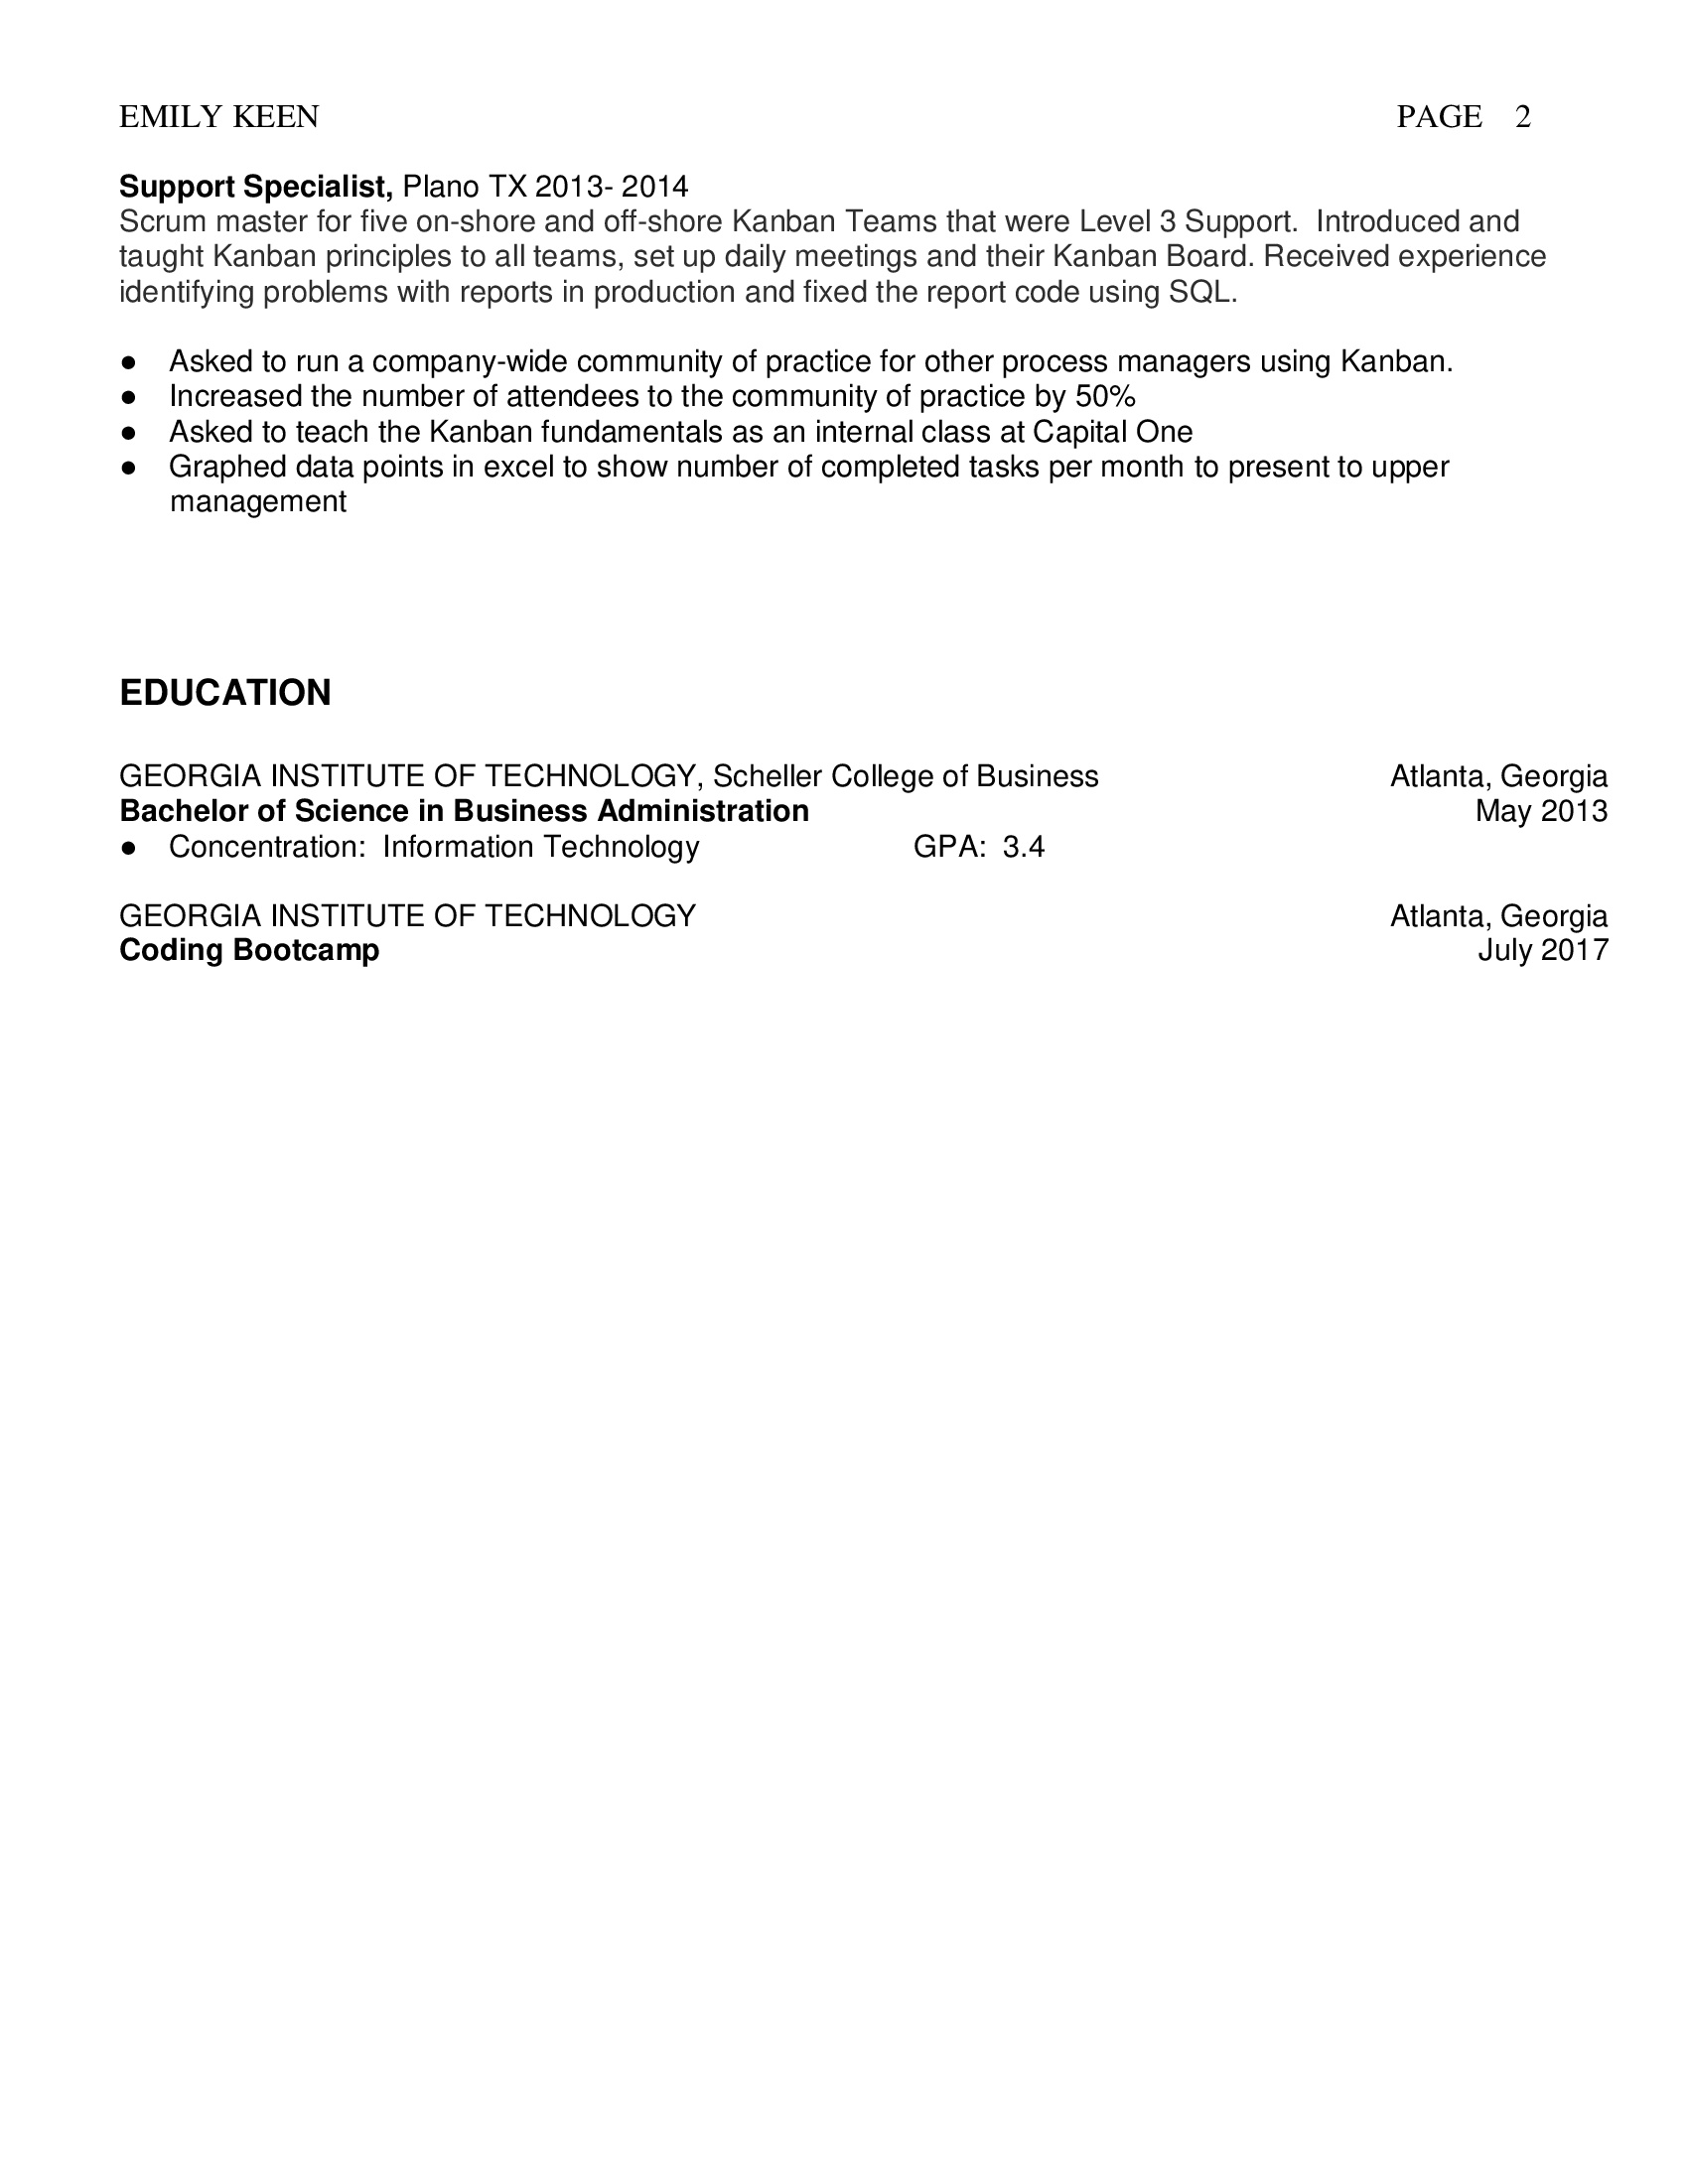 EMILY KEEN PAGE 2
Support Specialist, Plano TX 2013- 2014
Scrum master for five on-shore and off-shore Kanban Teams that were Level 3 Support.  Introduced and
taught Kanban principles to all teams, set up daily meetings and their Kanban Board. Received experience
identifying problems with reports in production and fixed the report code using SQL.
● Asked to run a company-wide community of practice for other process managers using Kanban.
● Increased the number of attendees to the community of practice by 50%
● Asked to teach the Kanban fundamentals as an internal class at Capital One
● Graphed data points in excel to show number of completed tasks per month to present to upper
management
EDUCATION
GEORGIA INSTITUTE OF TECHNOLOGY, Scheller College of Business Atlanta, Georgia
Bachelor of Science in Business Administration May 2013
● Concentration:  Information Technology GPA:  3.4
GEORGIA INSTITUTE OF TECHNOLOGY Atlanta, Georgia
Coding Bootcamp July 2017